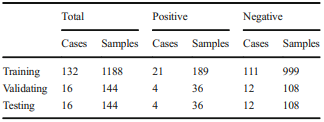 Total Positive Negative
Cases Samples Cases Samples Cases Samples
Training 132 1188 21 189 111 999
Validating 16 144 4 36 12 108
Testing 16 144 4 36 12 108